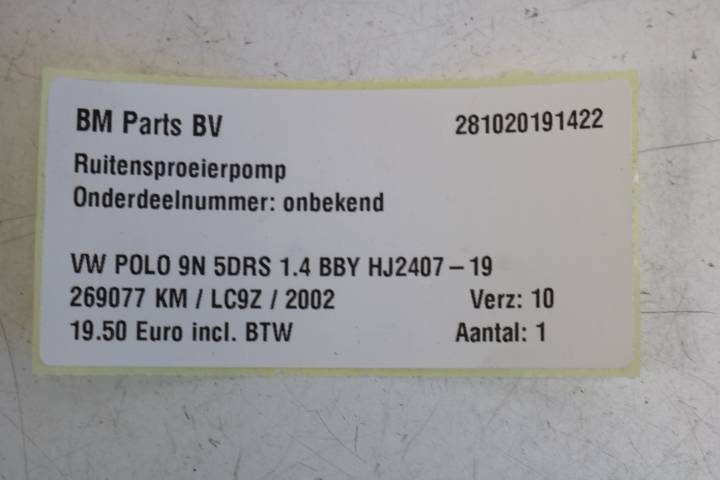 BM Parts BV 281020191422
Ruitensproeierpomp
Onderdeelnummer: onbekend
VW POLO 9N 5DRS 1.4 BBY HJ2407 – 19
269077 KM / LC9Z / 2002 Verz: 10
19.50 Euro incl. BTW Aantal: 1